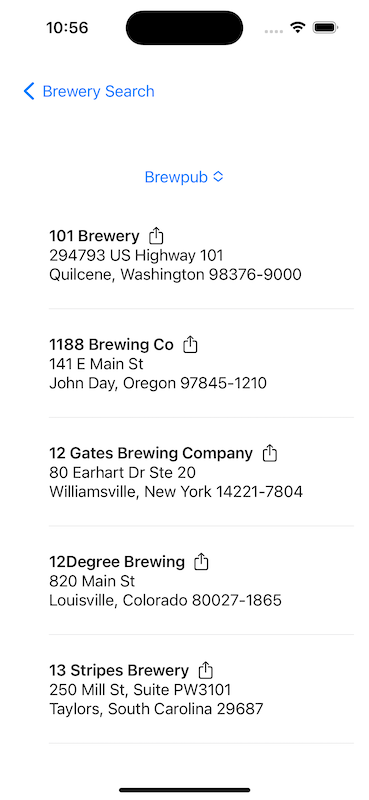 10:56
Brewery Search
Brewpub
101 Brewery
294793 US Highway 101
Quilcene, Washington 98376-9000
1188 Brewing Co
141 E Main St
John Day, Oregon 97845-1210
12 Gates Brewing Company
80 Earhart Dr Ste 20
Williamsville, New York 14221-7804
12Degree Brewing
820 Main St
Louisville, Colorado 80027-1865
13 Stripes Brewery
250 Mill St, Suite PW3101
Taylors, South Carolina 29687